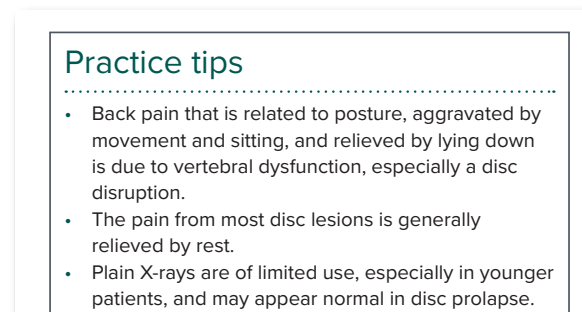 Practice tips
• Back pain that is related to posture, aggravated by
movement and sitting, and relieved by lying down
is due to vertebral dysfunction, especially a disc
disruption.
• The pain from most disc lesions is generally
relieved by rest.
• Plain X-rays are of limited use, especially in younger
patients, and may appear normal in disc prolapse.